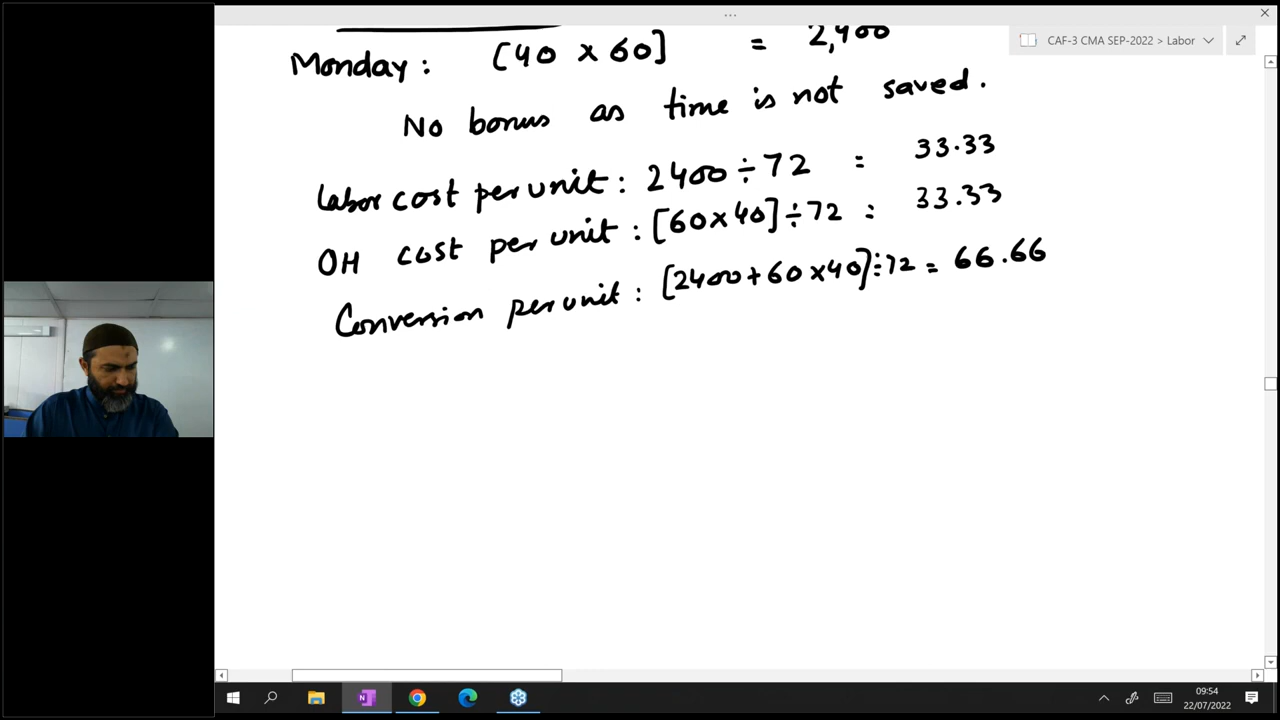 CAF-3 CMA SEP-2022 > Labor
Monday: [40 x 60] = 2,400
No bonus as time is not saved.
Labor cost per unit: 2400 ÷ 72 = 33.33
OH cost per unit: [60x40] ÷ 72 = 33.33
Conversion per unit: [2400 + 60 x 40] ÷ 72 = 66.66
09:54
22/07/2022